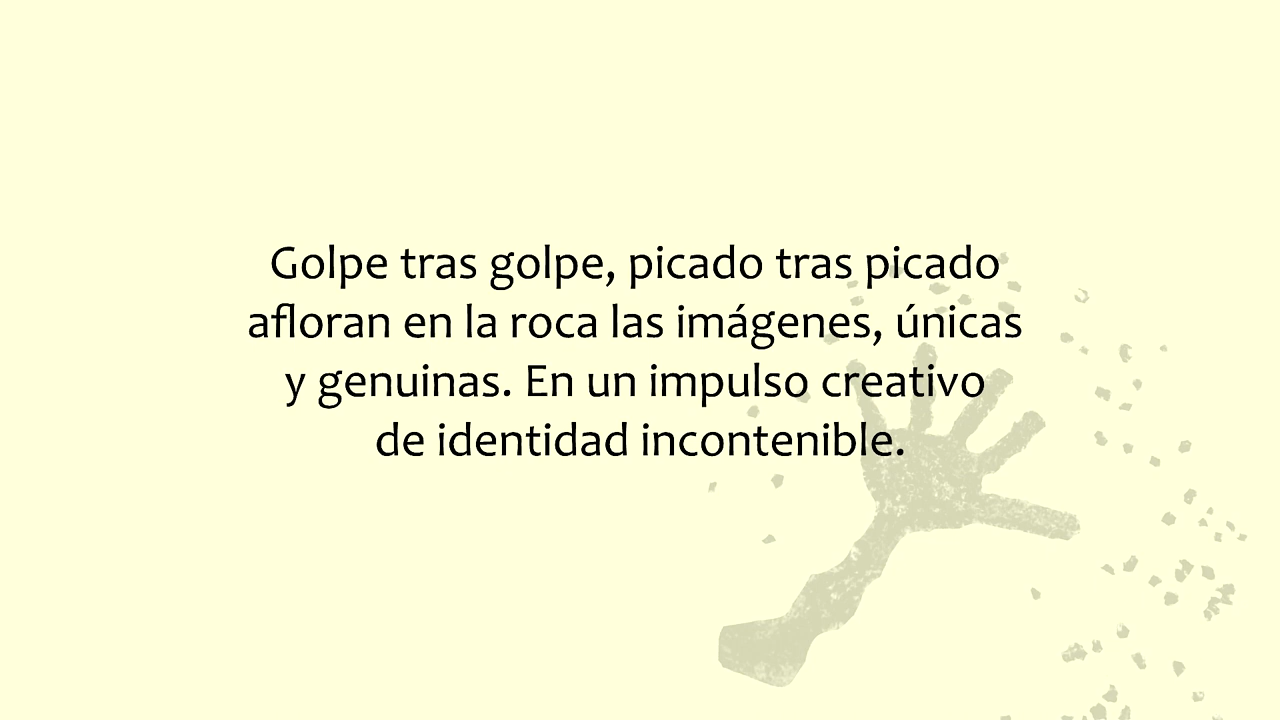 Golpe tras golpe, picado tras picado
afloran en la roca las imágenes, únicas
y genuinas. En un impulso creativo
de identidad incontenible.